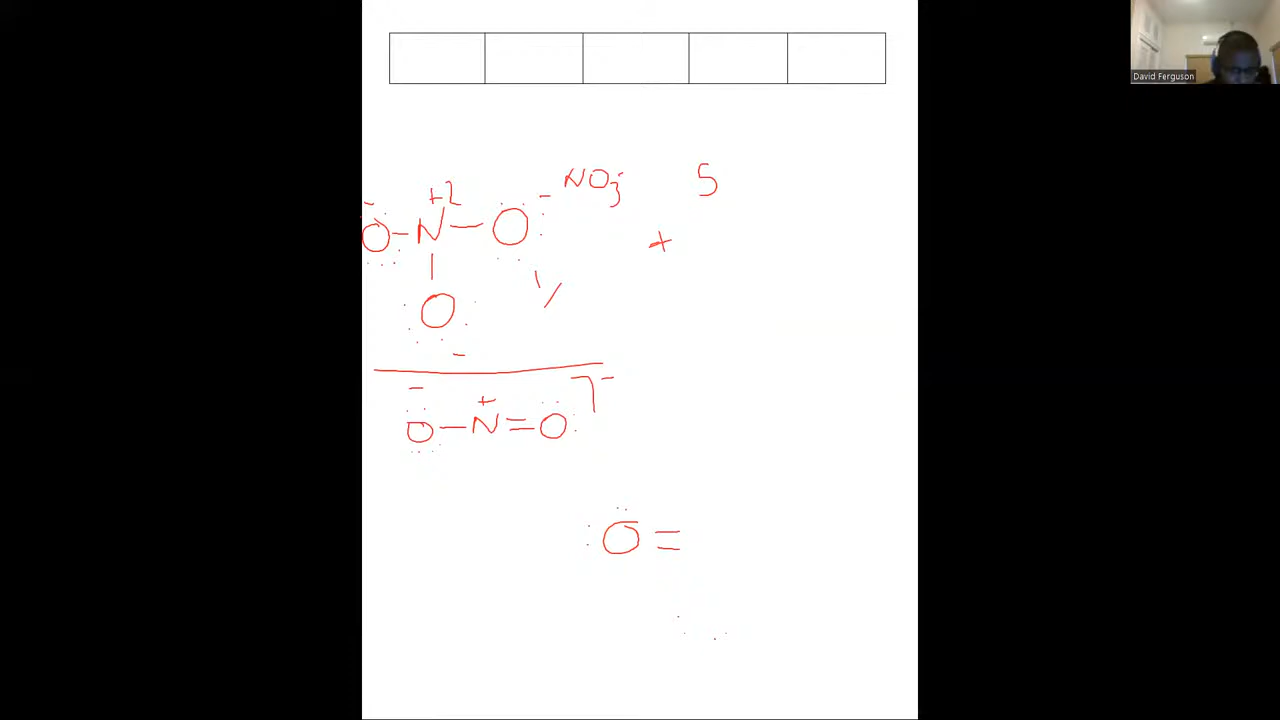 David Ferguson
NO3-
5
+2
- -
O-N-O
+
O
-
- + ]-
O-N=O
O=